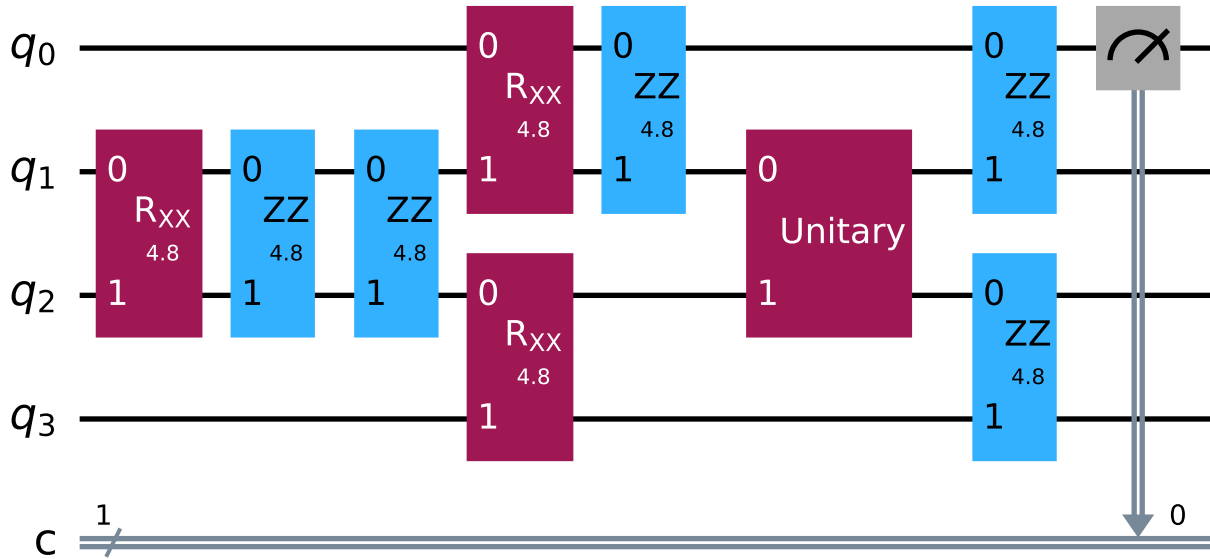 q0 0 0 0
RXX ZZ ZZ
4.8 4.8 4.8
q1 0 0 0 1 1 0 1
RXX ZZ ZZ Unitary
4.8 4.8 4.8
q2 1 1 1 0 1 0
RXX ZZ
4.8 4.8
q3 1 1
1 0
c